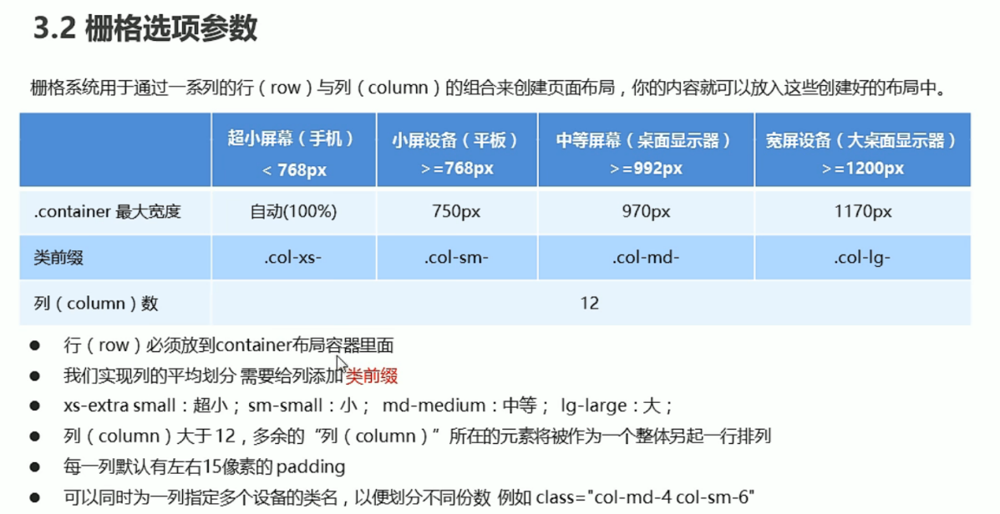 3.2 栅格选项参数
栅格系统用于通过一系列的行（row）与列（column）的组合来创建页面布局，你的内容就可以放入这些创建好的布局中。
超小屏幕（手机） 小屏设备（平板） 中等屏幕（桌面显示器） 宽屏设备（大桌面显示器）
< 768px >=768px >=992px >=1200px
.container 最大宽度 自动(100%) 750px 970px 1170px
类前缀 .col-xs- .col-sm- .col-md- .col-lg-
列（column）数 12
● 行（row）必须放到container布局容器里面
● 我们实现列的平均划分 需要给列添加 类前缀
● xs-extra small：超小； sm-small：小； md-medium：中等； lg-large：大；
● 列（column）大于 12，多余的“列（column）”所在的元素将被作为一个整体另起一行排列
● 每一列默认有左右15像素的 padding
● 可以同时为一列指定多个设备的类名，以便划分不同份数 例如 class="col-md-4 col-sm-6"